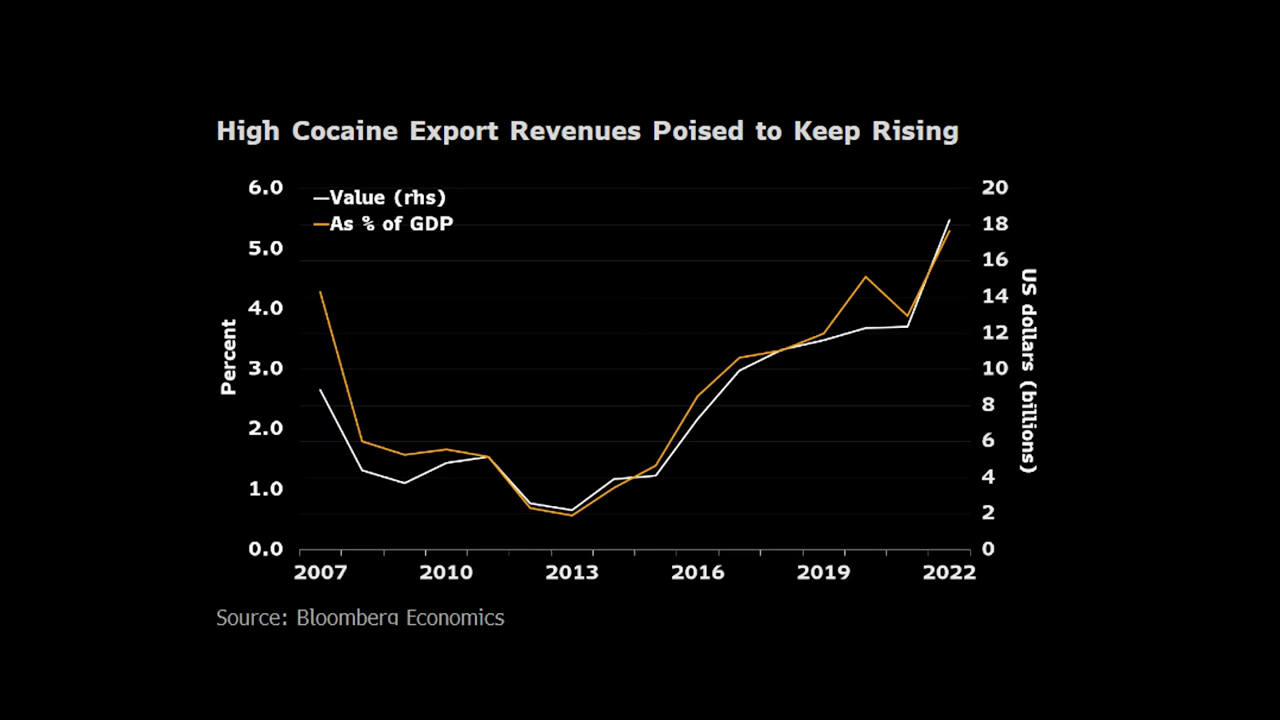 High Cocaine Export Revenues Poised to Keep Rising
6.0
5.0
4.0
3.0
2.0
1.0
0.0
Percent
Value (rhs)
As % of GDP
20
18
16
14
12
10
8
6
4
2
0
US dollars (billions)
2007 2010 2013 2016 2019 2022
Source: Bloomberg Economics